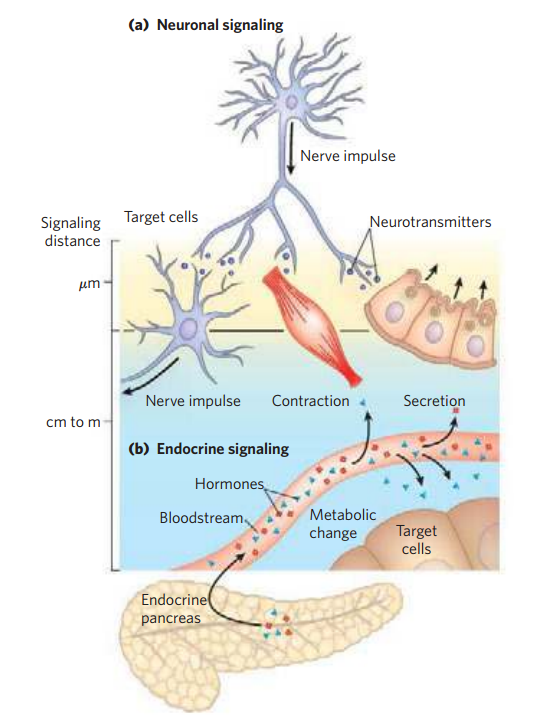 (a) Neuronal signaling
Nerve impulse
Target cells
Neurotransmitters
Signaling
distance
μm
Nerve impulse
Contraction
Secretion
cm to m
(b) Endocrine signaling
Hormones
Bloodstream
Metabolic
change
Target
cells
Endocrine
pancreas